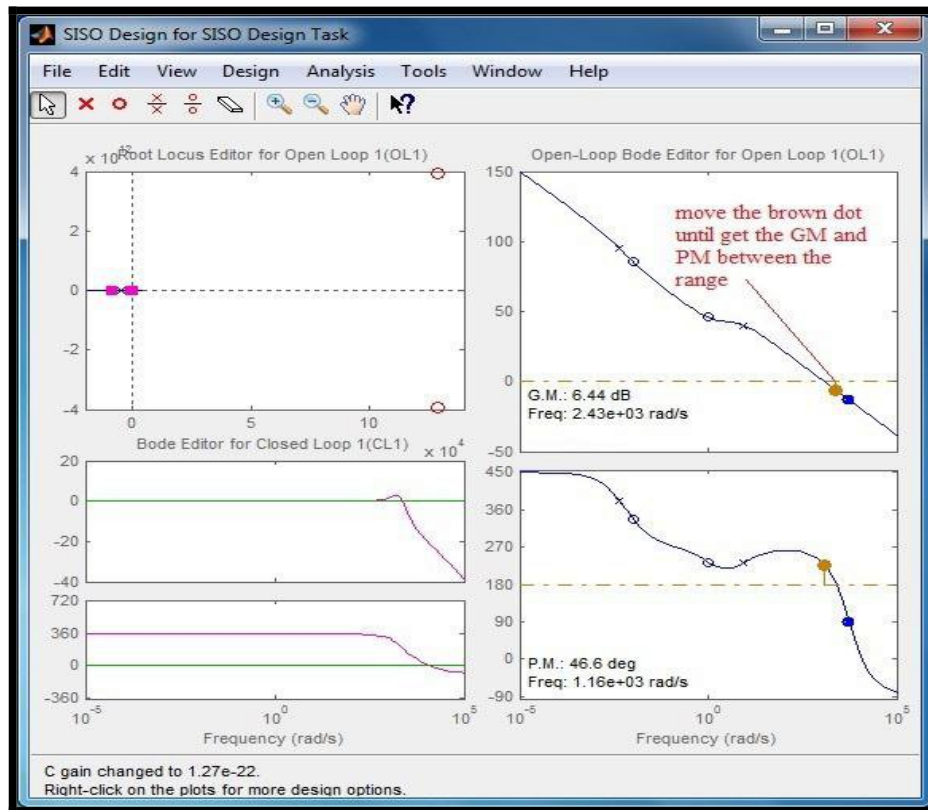 SISO Design for SISO Design Task
File Edit View Design Analysis Tools Window Help
x 10^42
Root Locus Editor for Open Loop 1(OL1)
4
2
0
-2
-4
0
5
10
x 10^4
Bode Editor for Closed Loop 1(CL1)
20
0
-20
-40
720
360
0
-360
10^-5
10^0
10^5
Frequency (rad/s)
Open-Loop Bode Editor for Open Loop 1(OL1)
150
100
50
0
-50
move the brown dot
until get the GM and
PM between the
range
G.M.: 6.44 dB
Freq: 2.43e+03 rad/s
450
360
270
180
90
0
-90
P.M.: 46.6 deg
Freq: 1.16e+03 rad/s
10^-5
10^0
10^5
Frequency (rad/s)
C gain changed to 1.27e-22.
Right-click on the plots for more design options.